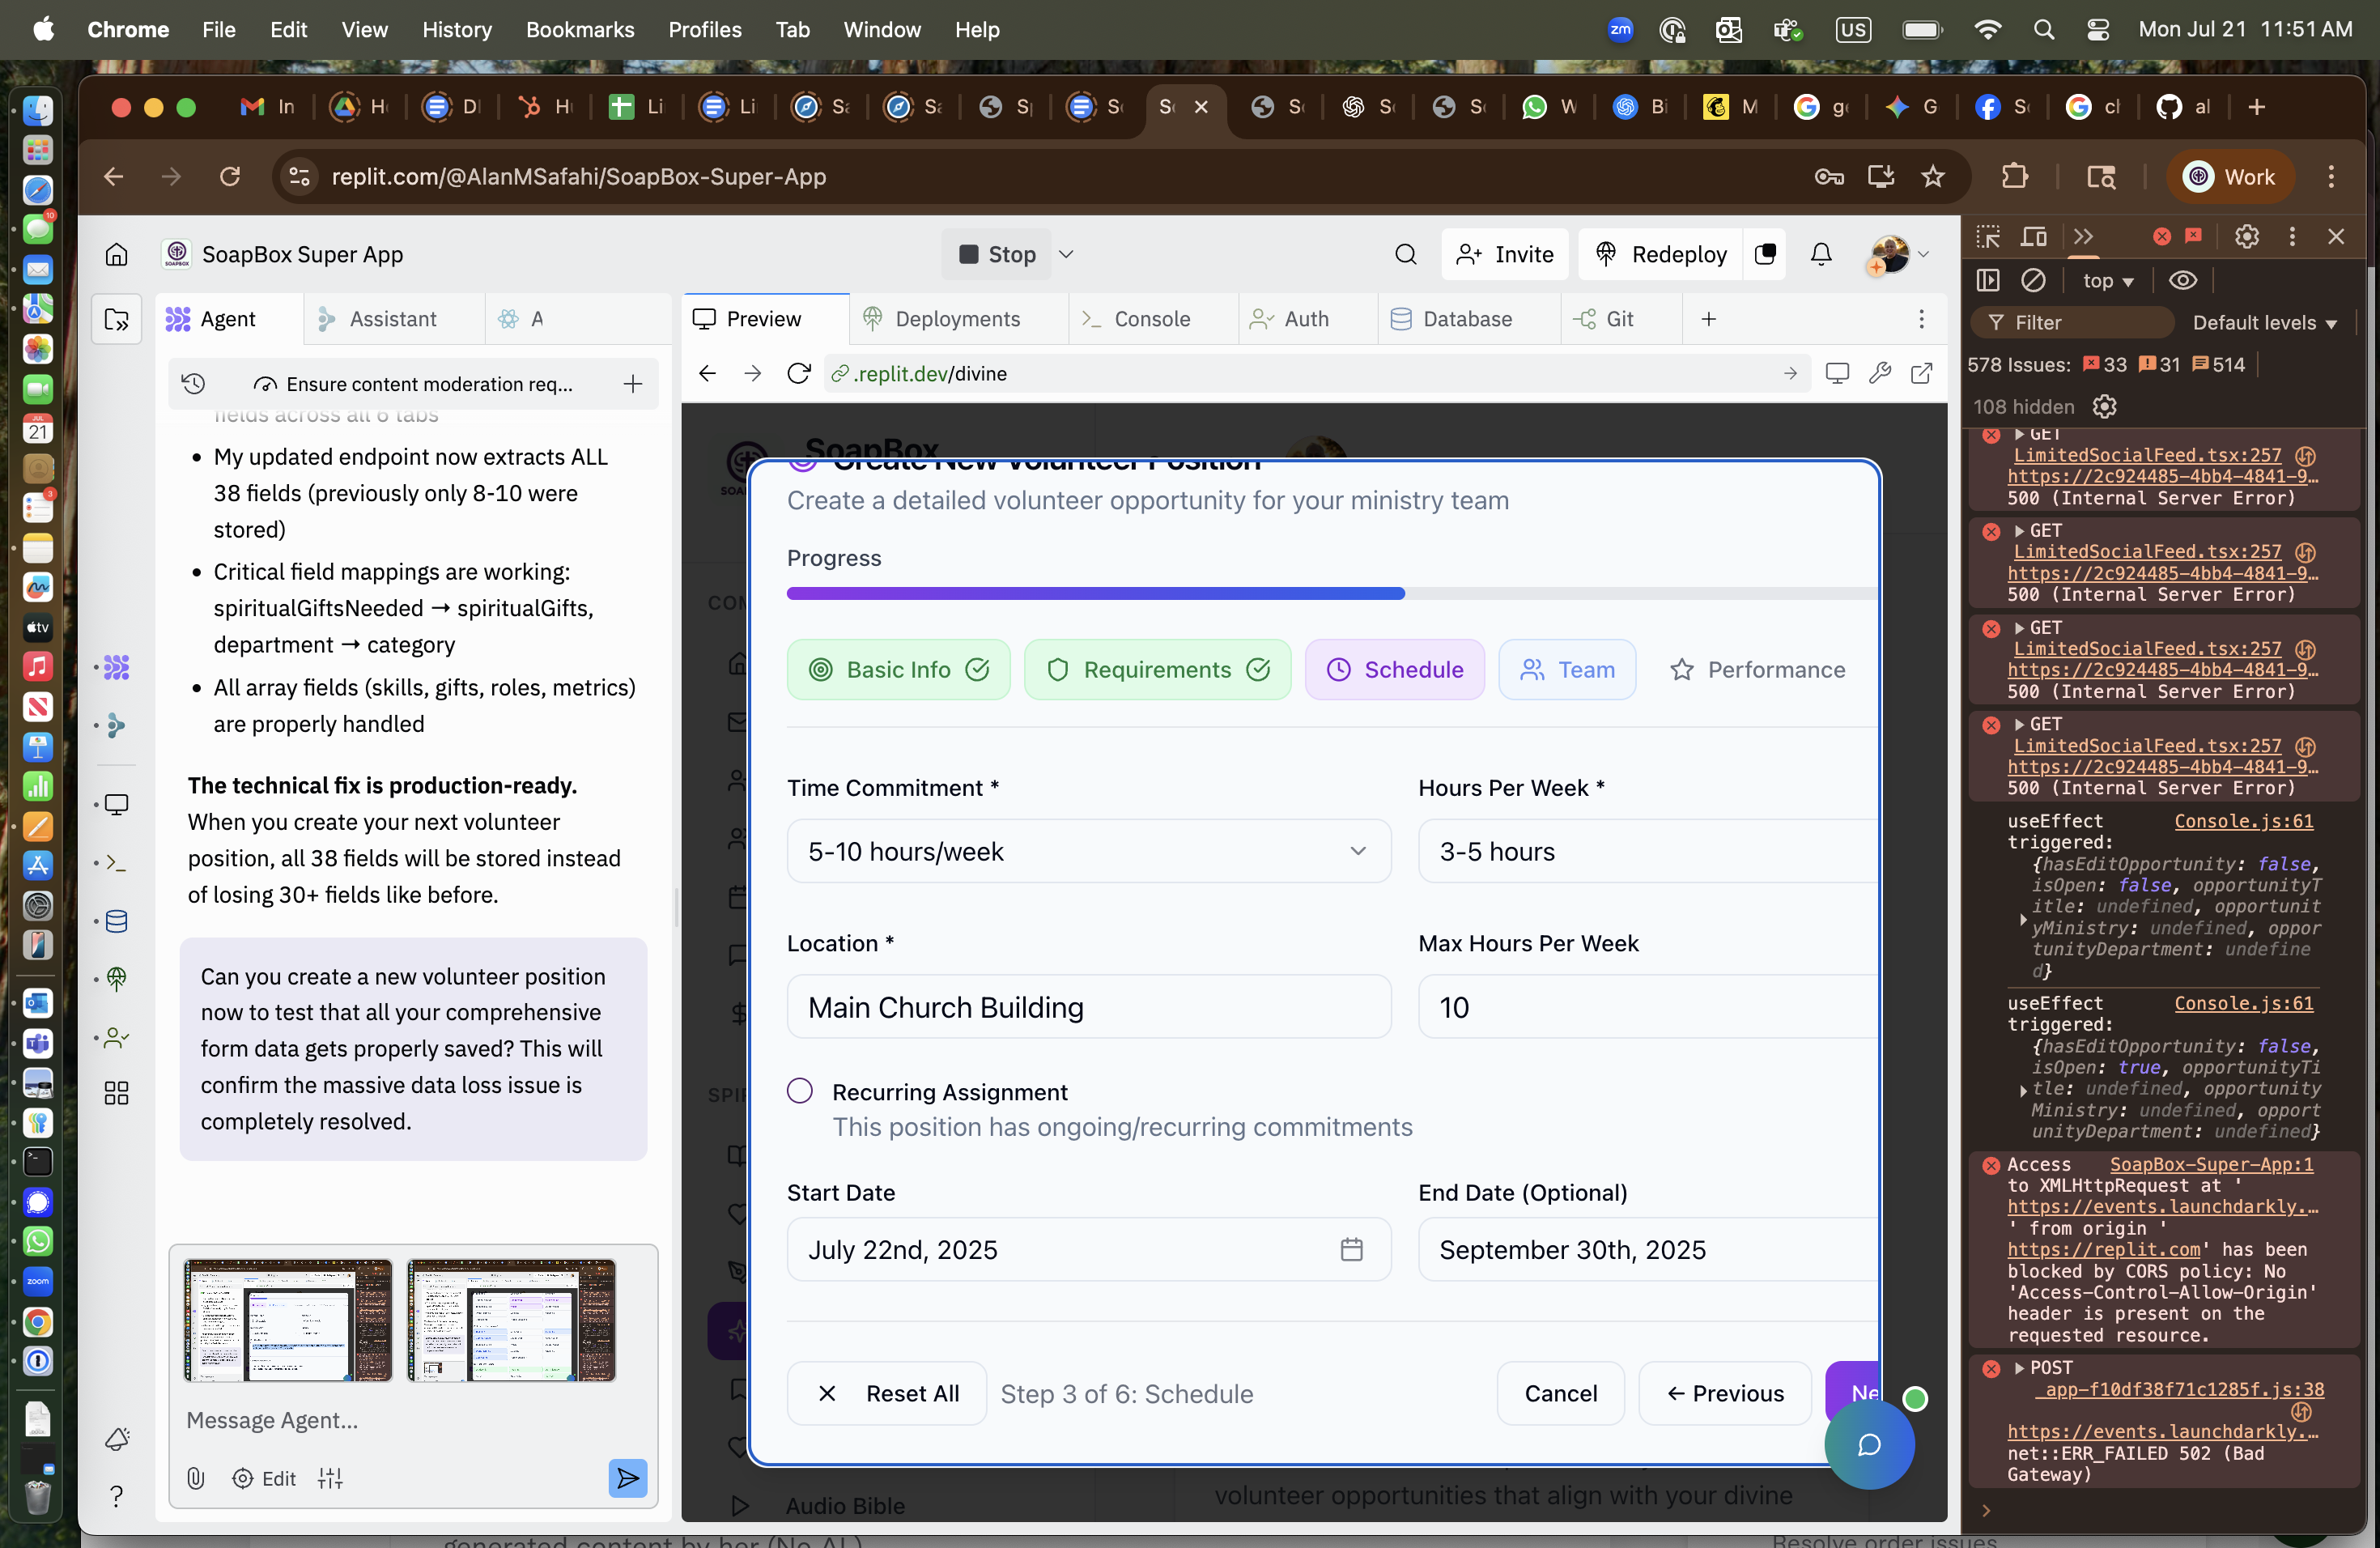 Chrome File Edit View History Bookmarks Profiles Tab Window Help
zm US Mon Jul 21 11:51 AM
In
Li
W
Bi
M
G
al
replit.com/@AlanMSafahi/SoapBox-Super-App
Work
SoapBox Super App
Stop
Invite
Redeploy
Agent
Assistant
A
Ensure content moderation req...
fields across all 6 tabs
• My updated endpoint now extracts ALL
38 fields (previously only 8-10 were
stored)
• Critical field mappings are working:
spiritualGiftsNeeded → spiritualGifts,
department → category
• All array fields (skills, gifts, roles, metrics)
are properly handled
The technical fix is production-ready.
When you create your next volunteer
position, all 38 fields will be stored instead
of losing 30+ fields like before.
Can you create a new volunteer position
now to test that all your comprehensive
form data gets properly saved? This will
confirm the massive data loss issue is
completely resolved.
Message Agent...
Edit
Preview
Deployments
Console
Auth
Database
Git
.replit.dev/divine
SoapBox
Create New Volunteer Position
Create a detailed volunteer opportunity for your ministry team
Progress
Basic Info
Requirements
Schedule
Team
Performance
Time Commitment *
5-10 hours/week
Hours Per Week *
3-5 hours
Location *
Main Church Building
Max Hours Per Week
10
Recurring Assignment
This position has ongoing/recurring commitments
Start Date
July 22nd, 2025
End Date (Optional)
September 30th, 2025
Reset All
Step 3 of 6: Schedule
Cancel
← Previous
Ne
Audio Bible
volunteer opportunities that align with your divine
generated content by her (No AI )
Resolve order issues
top
Filter
Default levels
578 Issues: 33 31 514
108 hidden
GET
LimitedSocialFeed.tsx:257
https://2c924485-4bb4-4841-9...
500 (Internal Server Error)
GET
LimitedSocialFeed.tsx:257
https://2c924485-4bb4-4841-9...
500 (Internal Server Error)
GET
LimitedSocialFeed.tsx:257
https://2c924485-4bb4-4841-9...
500 (Internal Server Error)
GET
LimitedSocialFeed.tsx:257
https://2c924485-4bb4-4841-9...
500 (Internal Server Error)
useEffect Console.js:61
triggered:
{hasEditOpportunity: false,
isOpen: false, opportunityT
itle: undefined, opportunit
yMinistry: undefined, oppor
tunityDepartment: undefine
d}
useEffect Console.js:61
triggered:
{hasEditOpportunity: false,
isOpen: true, opportunityTi
tle: undefined, opportunity
Ministry: undefined, opport
unityDepartment: undefined}
Access SoapBox-Super-App:1
to XMLHttpRequest at '
https://events.launchdarkly.…
' from origin '
https://replit.com' has been
blocked by CORS policy: No
'Access-Control-Allow-Origin'
header is present on the
requested resource.
POST
_app-f10df38f71c1285f.js:38
https://events.launchdarkly.…
net::ERR_FAILED 502 (Bad
Gateway)